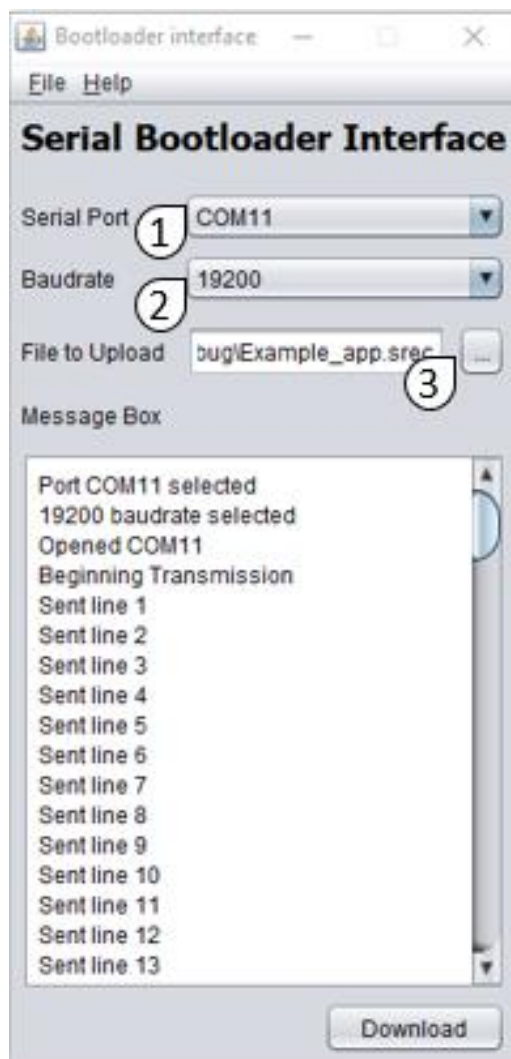 Bootloader interface
File Help
Serial Bootloader Interface
Serial Port 1 COM11
Baudrate 2 19200
File to Upload bug\Example_app.srec 3 ...
Message Box
Port COM11 selected
19200 baudrate selected
Opened COM11
Beginning Transmission
Sent line 1
Sent line 2
Sent line 3
Sent line 4
Sent line 5
Sent line 6
Sent line 7
Sent line 8
Sent line 9
Sent line 10
Sent line 11
Sent line 12
Sent line 13
Download